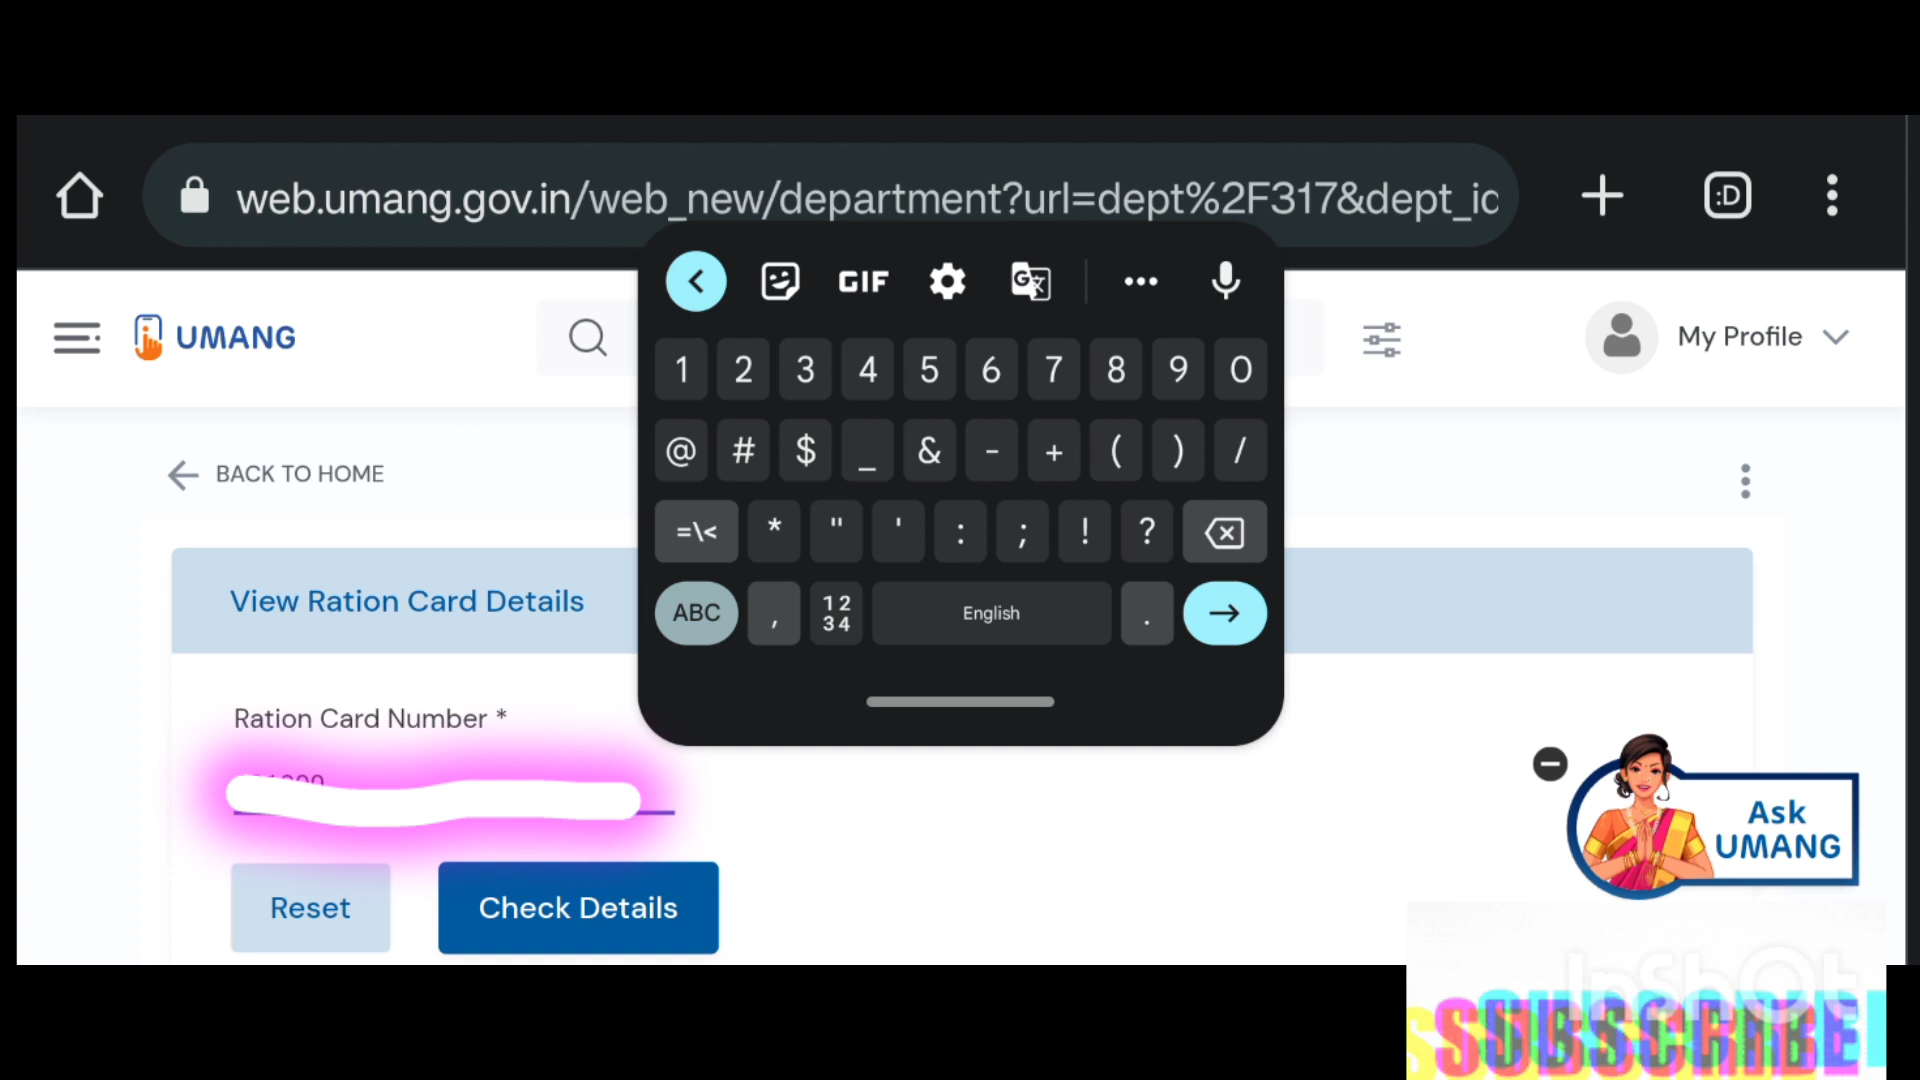 web.umang.gov.in/web_new/department?url=dept%2F317&dept_id
:D
GIF
UMANG
My Profile
1 2 3 4 5 6 7 8 9 0
@ # $ _ & - + ( ) /
=\< * " ' : ; ! ?
ABC , 12 34 English .
BACK TO HOME
View Ration Card Details
Ration Card Number *
Ask
UMANG
Reset
Check Details
InShOt
SUBSCRIBE